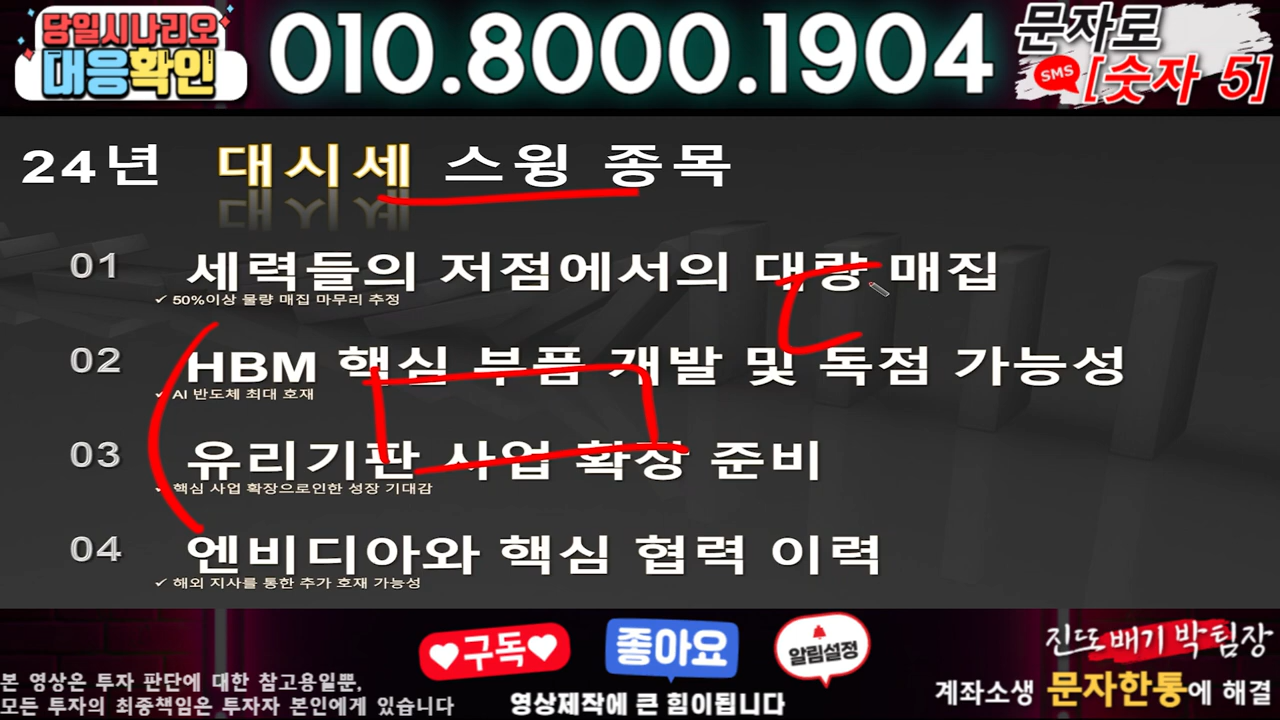 당일시나리오
대응확인
010.8000.1904
문자로
SMS
[숫자 5]
24년 대시세 스윙 종목
01 세력들의 저점에서의 대량 매집
✓ 50%이상 물량 매집 마무리 추정
02 HBM 핵심 부품 개발 및 독점 가능성
✓ AI 반도체 최대 호재
03 유리기판 사업 확장 준비
✓ 핵심 사업 확장으로인한 성장 기대감
04 엔비디아와 핵심 협력 이력
✓ 해외 지사를 통한 추가 호재 가능성
구독
좋아요
알림설정
영상제작에 큰 힘이됩니다
본 영상은 투자 판단에 대한 참고용일뿐,
모든 투자의 최종책임은 투자자 본인에게 있습니다
진또배기 박팀장
계좌소생 문자한통에 해결